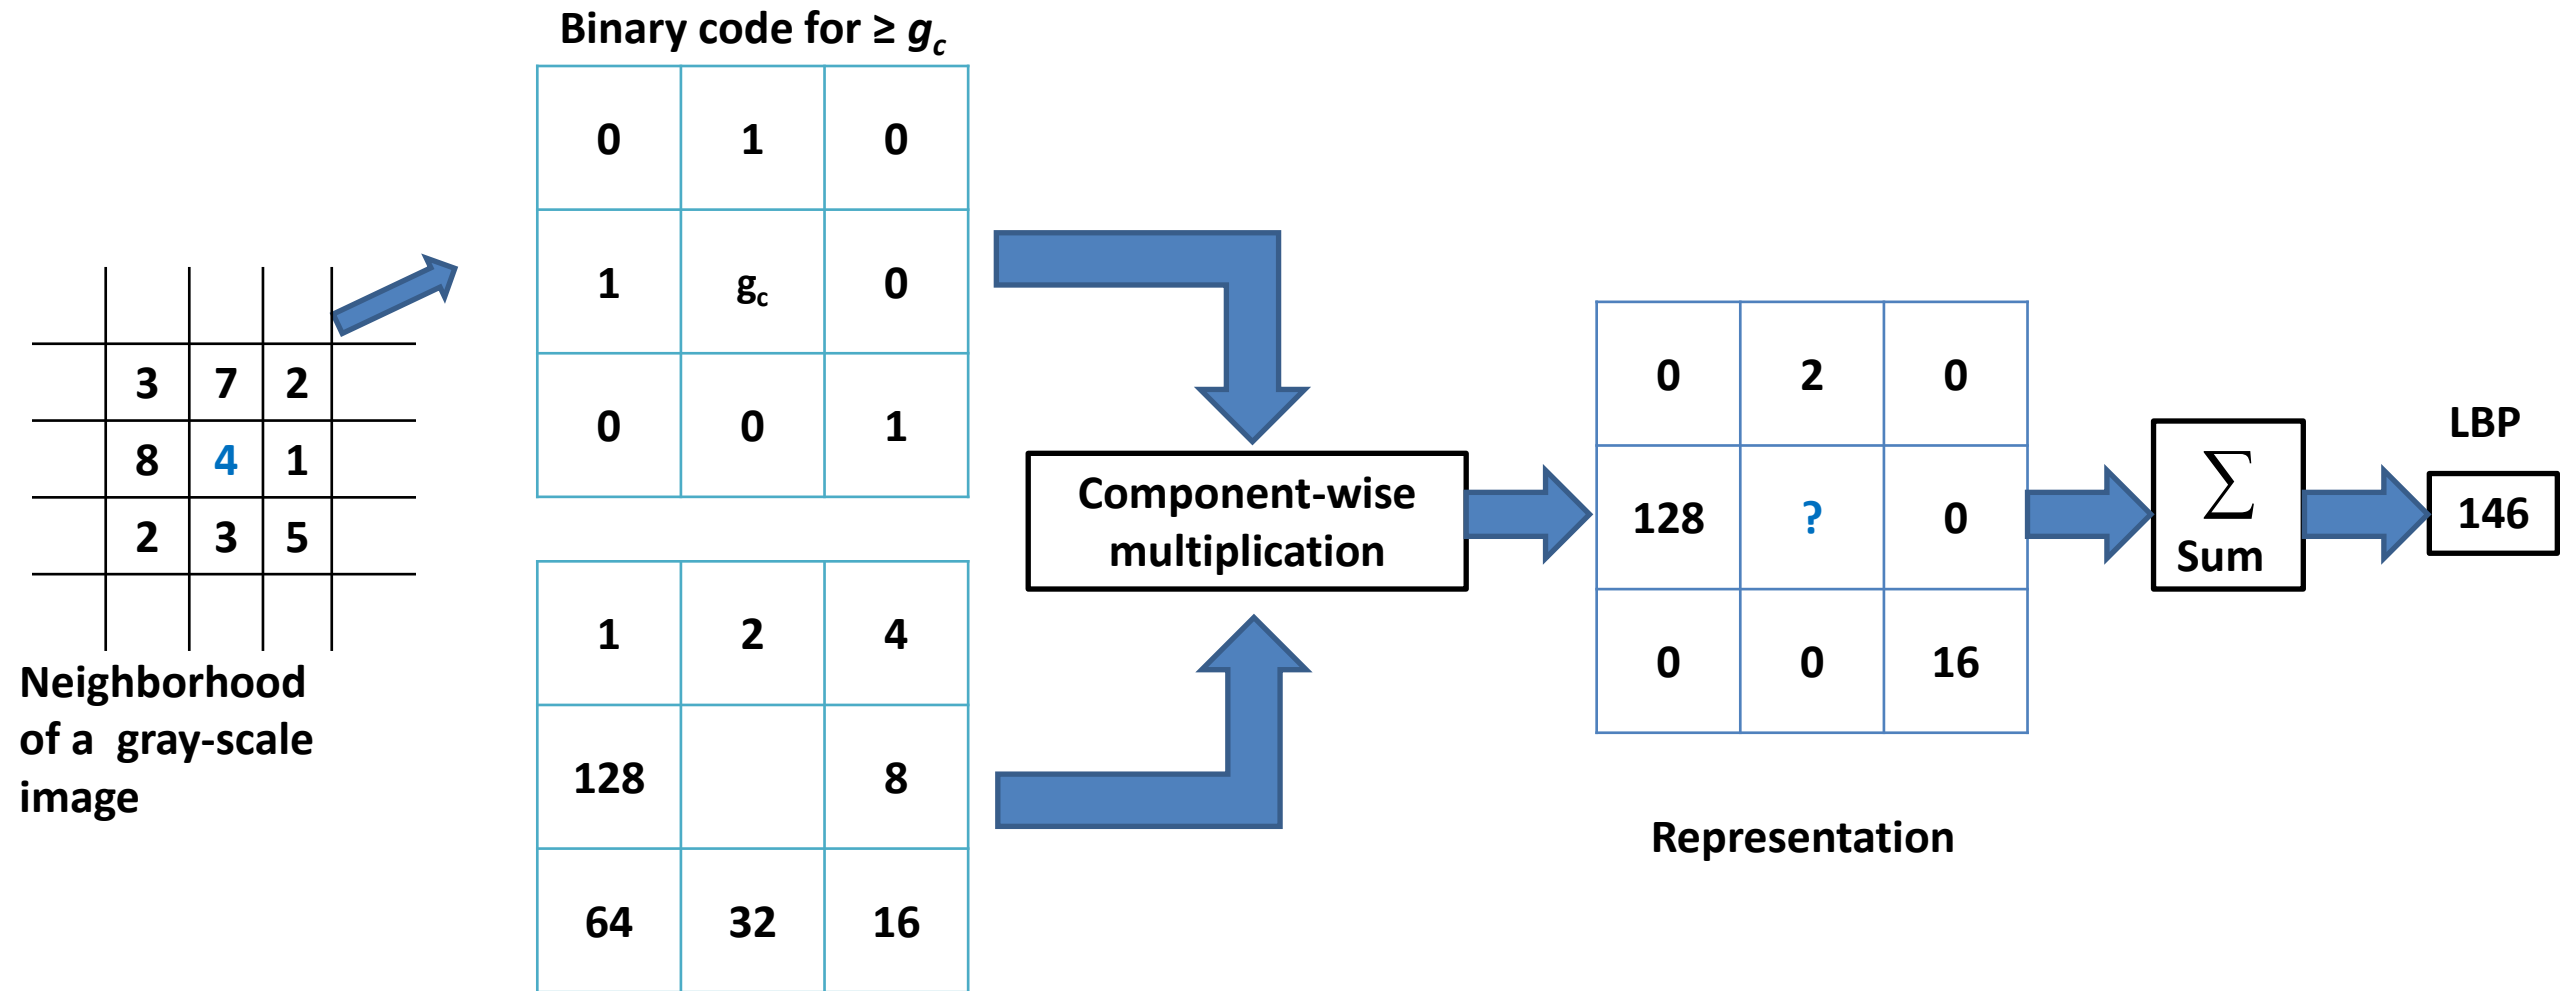 Binary code for ≥ gc
0 1 0
1 gc 0
0 0 1
3 7 2
8 4 1
2 3 5
Neighborhood
of a gray-scale
image
1 2 4
128 8
64 32 16
Component-wise
multiplication
0 2 0
128 ? 0
0 0 16
Representation
∑
Sum
LBP
146